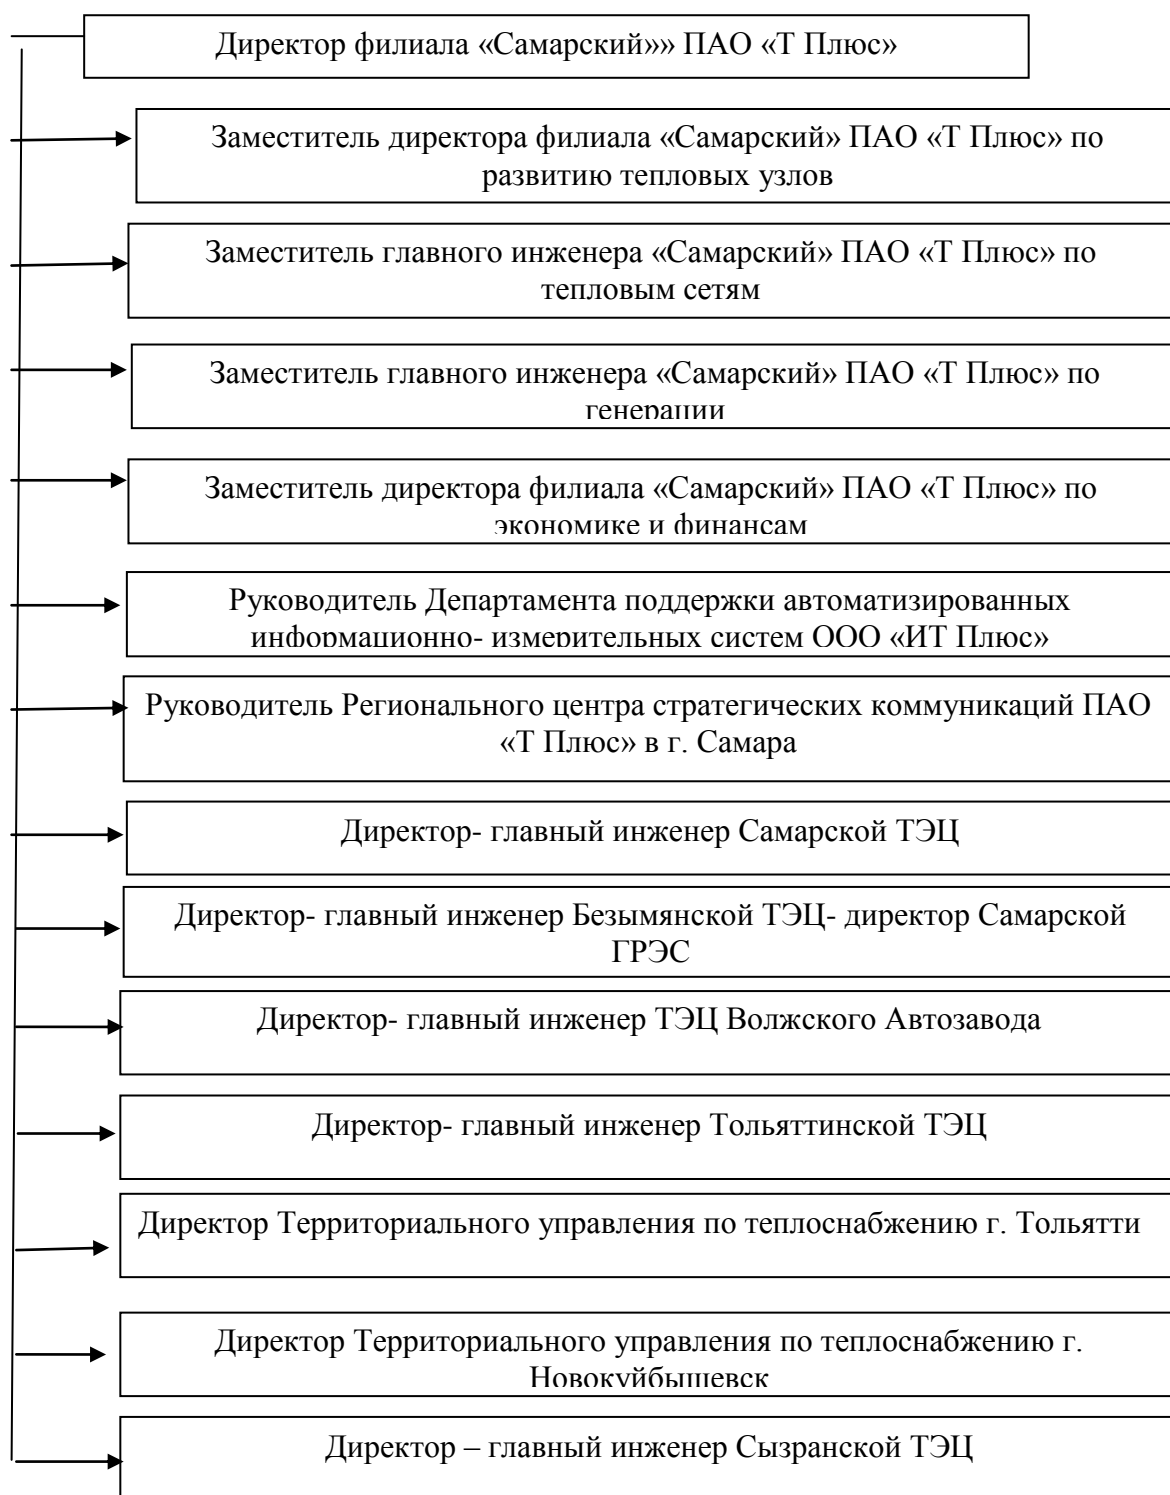 Директор филиала «Самарский»» ПАО «Т Плюс»
Заместитель директора филиала «Самарский» ПАО «Т Плюс» по
развитию тепловых узлов
Заместитель главного инженера «Самарский» ПАО «Т Плюс» по
тепловым сетям
Заместитель главного инженера «Самарский» ПАО «Т Плюс» по
генерации
Заместитель директора филиала «Самарский» ПАО «Т Плюс» по
экономике и финансам
Руководитель Департамента поддержки автоматизированных
информационно- измерительных систем ООО «ИТ Плюс»
Руководитель Регионального центра стратегических коммуникаций ПАО
«Т Плюс» в г. Самара
Директор- главный инженер Самарской ТЭЦ
Директор- главный инженер Безымянской ТЭЦ- директор Самарской
ГРЭС
Директор- главный инженер ТЭЦ Волжского Автозавода
Директор- главный инженер Тольяттинской ТЭЦ
Директор Территориального управления по теплоснабжению г. Тольятти
Директор Территориального управления по теплоснабжению г.
Новокуйбышевск
Директор – главный инженер Сызранской ТЭЦ